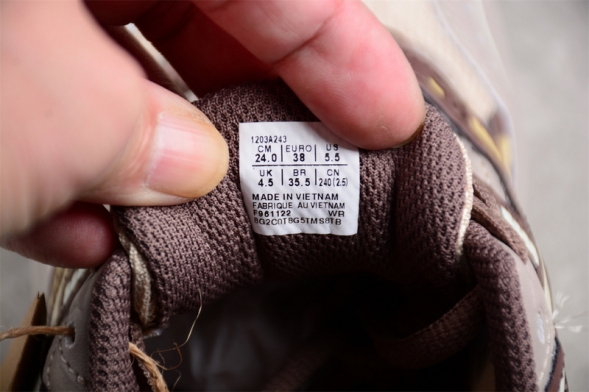 1203A243
CM EURO US
24.0 38 5.5
UK BR CN
4.5 35.5 240(2.5)
MADE IN VIETNAM
FABRIQUE AU VIETNAM
F961122 WR